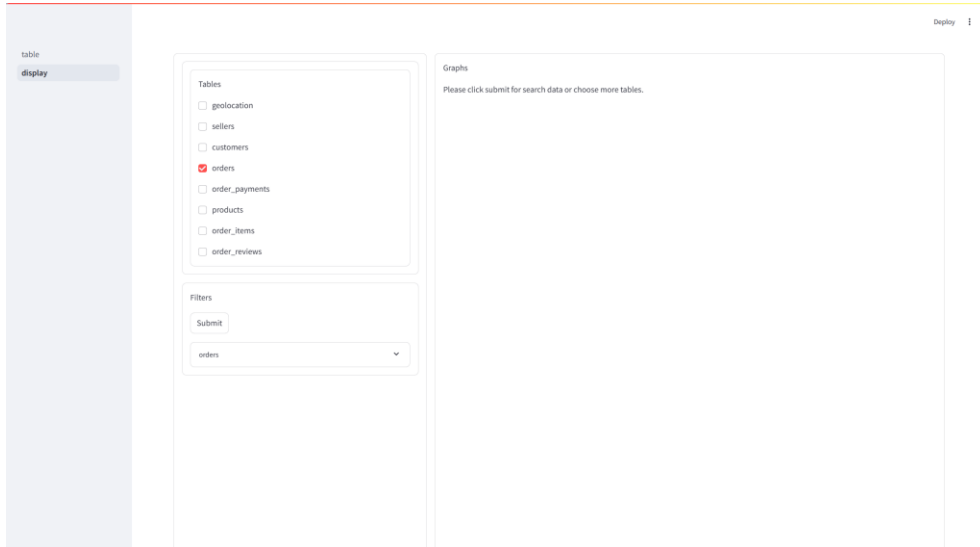 Deploy
table
display
Tables
geolocation
sellers
customers
orders
order_payments
products
order_items
order_reviews
Filters
Submit
orders
Graphs
Please click submit for search data or choose more tables.